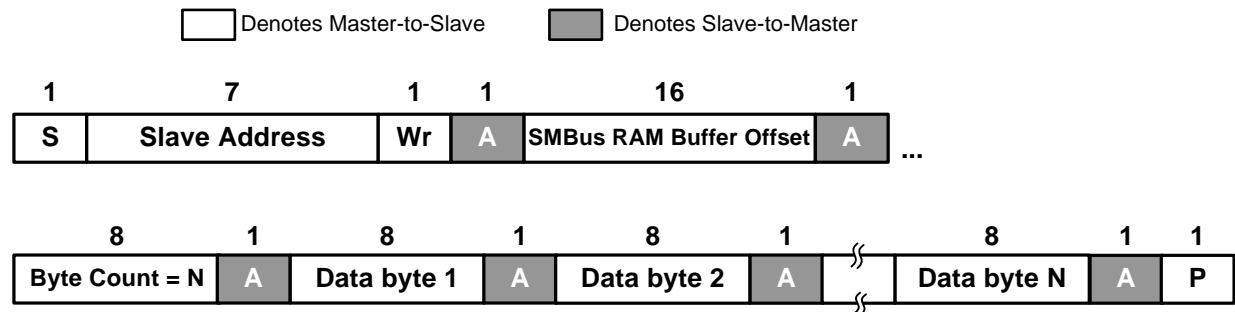 Denotes Master-to-Slave Denotes Slave-to-Master
1 7 1 1 16 1
S Slave Address Wr A SMBus RAM Buffer Offset A ...
8 1 8 1 8 1 8 1 1
Byte Count = N A Data byte 1 A Data byte 2 A Data byte N A P